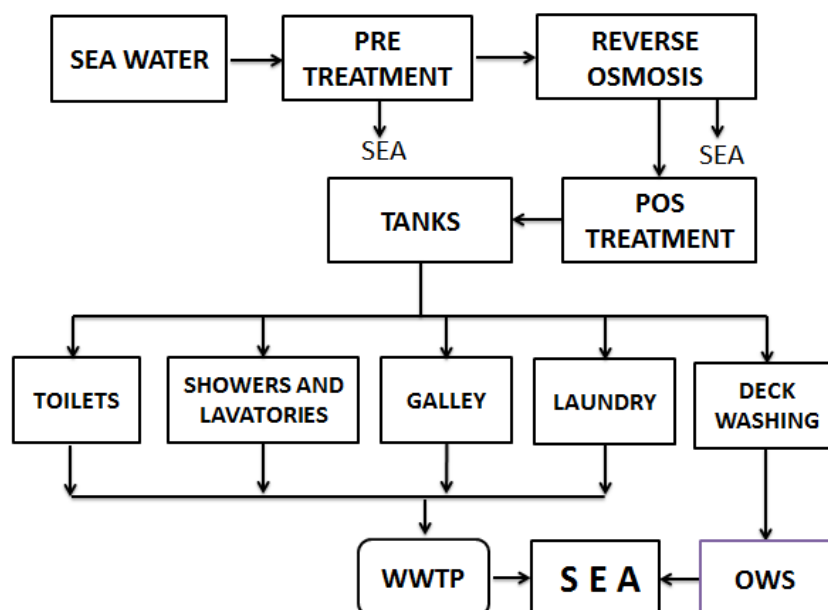 SEA WATER
PRE
TREATMENT
REVERSE
OSMOSIS
SEA
SEA
TANKS
POS
TREATMENT
TOILETS
SHOWERS AND
LAVATORIES
GALLEY
LAUNDRY
DECK
WASHING
WWTP
S E A
OWS